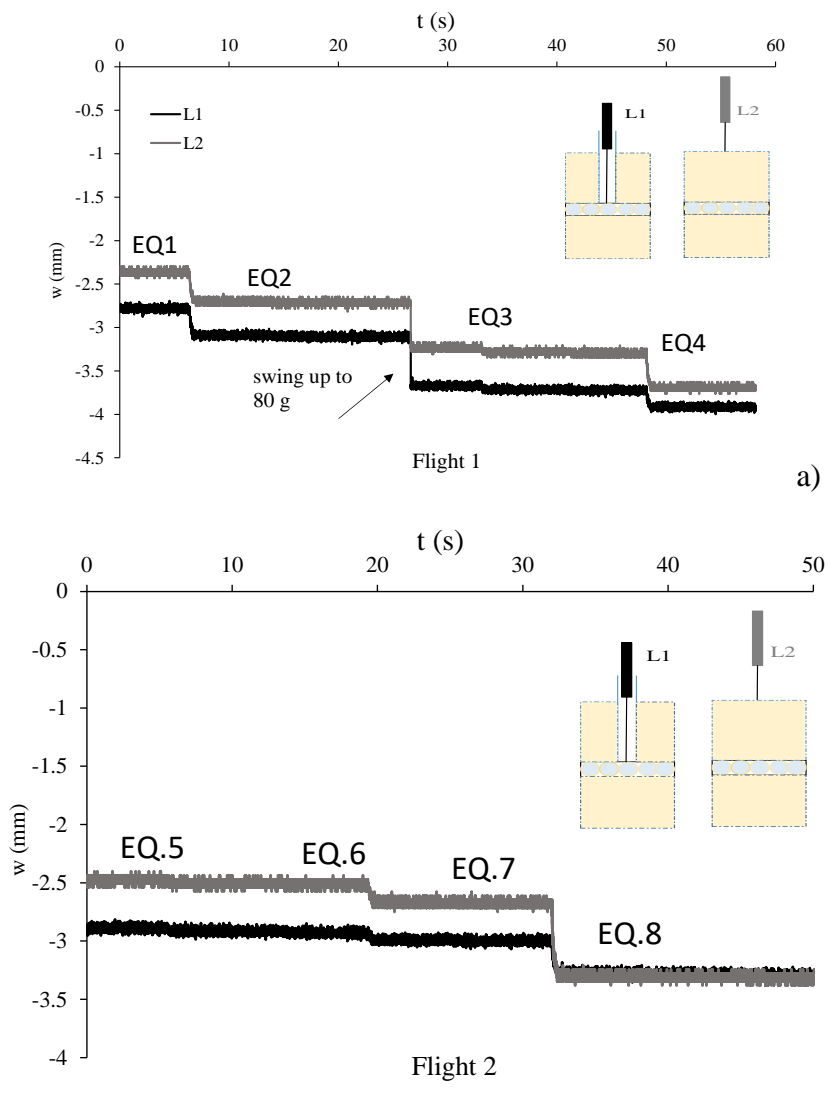 t (s)
0 10 20 30 40 50 60
0
-0.5
-1
-1.5
-2
-2.5
-3
-3.5
-4
-4.5
w (mm)
L1
L2
L1
L2
EQ1
EQ2
EQ3
EQ4
swing up to
80 g
Flight 1
a)
t (s)
0 10 20 30 40 50
0
-0.5
-1
-1.5
-2
-2.5
-3
-3.5
-4
w (mm)
L1
L2
EQ.5
EQ.6
EQ.7
EQ.8
Flight 2